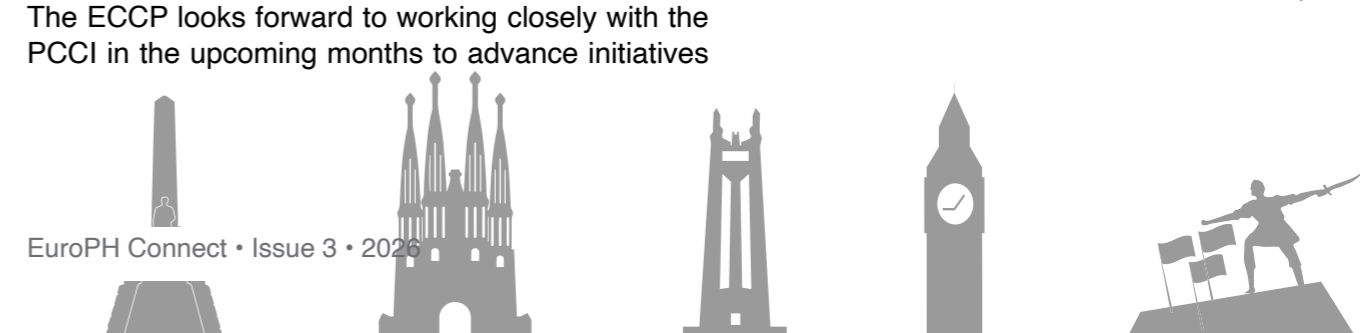 The ECCP looks forward to working closely with the
PCCI in the upcoming months to advance initiatives
EuroPH Connect • Issue 3 • 2026